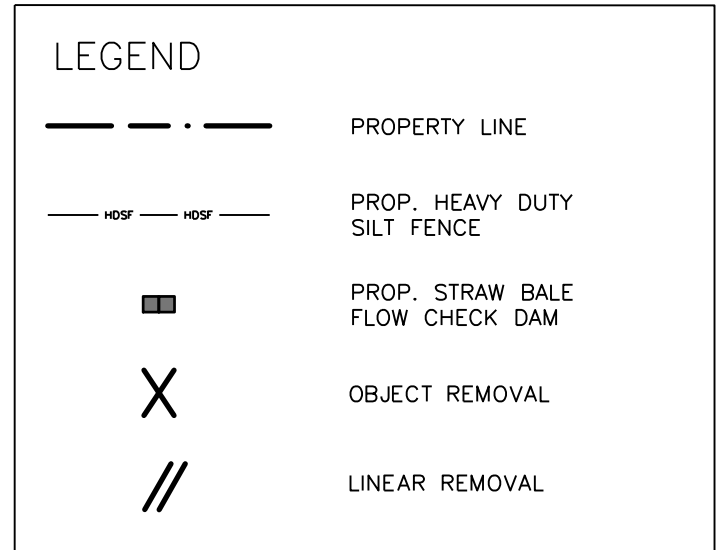 LEGEND
PROPERTY LINE
HDSF HDSF
PROP. HEAVY DUTY
SILT FENCE
PROP. STRAW BALE
FLOW CHECK DAM
OBJECT REMOVAL
LINEAR REMOVAL